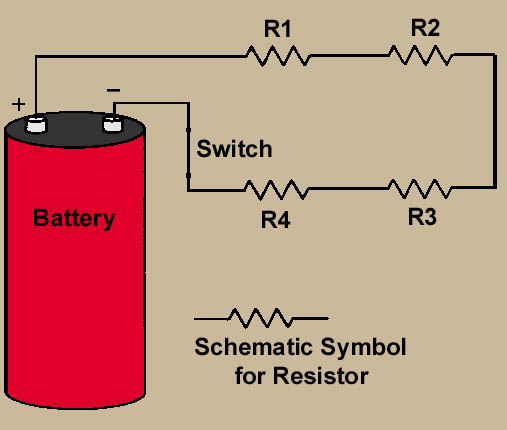 R1
R2
+
−
Switch
Battery
R4
R3
Schematic Symbol
for Resistor